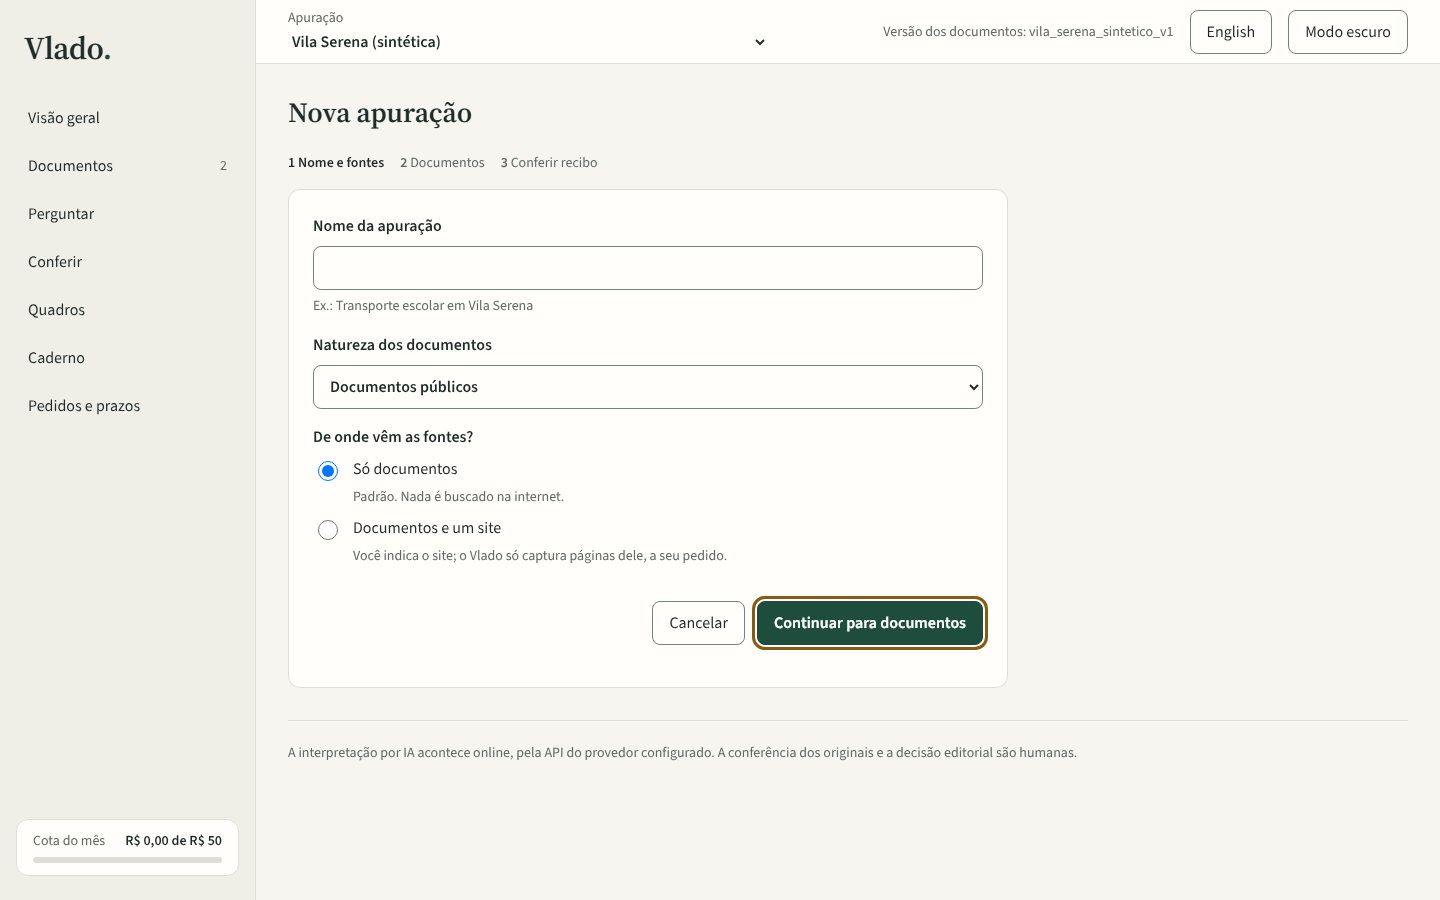 Vlado.
Visão geral
Documentos 2
Perguntar
Conferir
Quadros
Caderno
Pedidos e prazos
Cota do mês R$ 0,00 de R$ 50
Apuração
Vila Serena (sintética)
Versão dos documentos: vila_serena_sintetico_v1
English
Modo escuro
Nova apuração
1 Nome e fontes 2 Documentos 3 Conferir recibo
Nome da apuração
Ex.: Transporte escolar em Vila Serena
Natureza dos documentos
Documentos públicos
De onde vêm as fontes?
Só documentos
Padrão. Nada é buscado na internet.
Documentos e um site
Você indica o site; o Vlado só captura páginas dele, a seu pedido.
Cancelar
Continuar para documentos
A interpretação por IA acontece online, pela API do provedor configurado. A conferência dos originais e a decisão editorial são humanas.